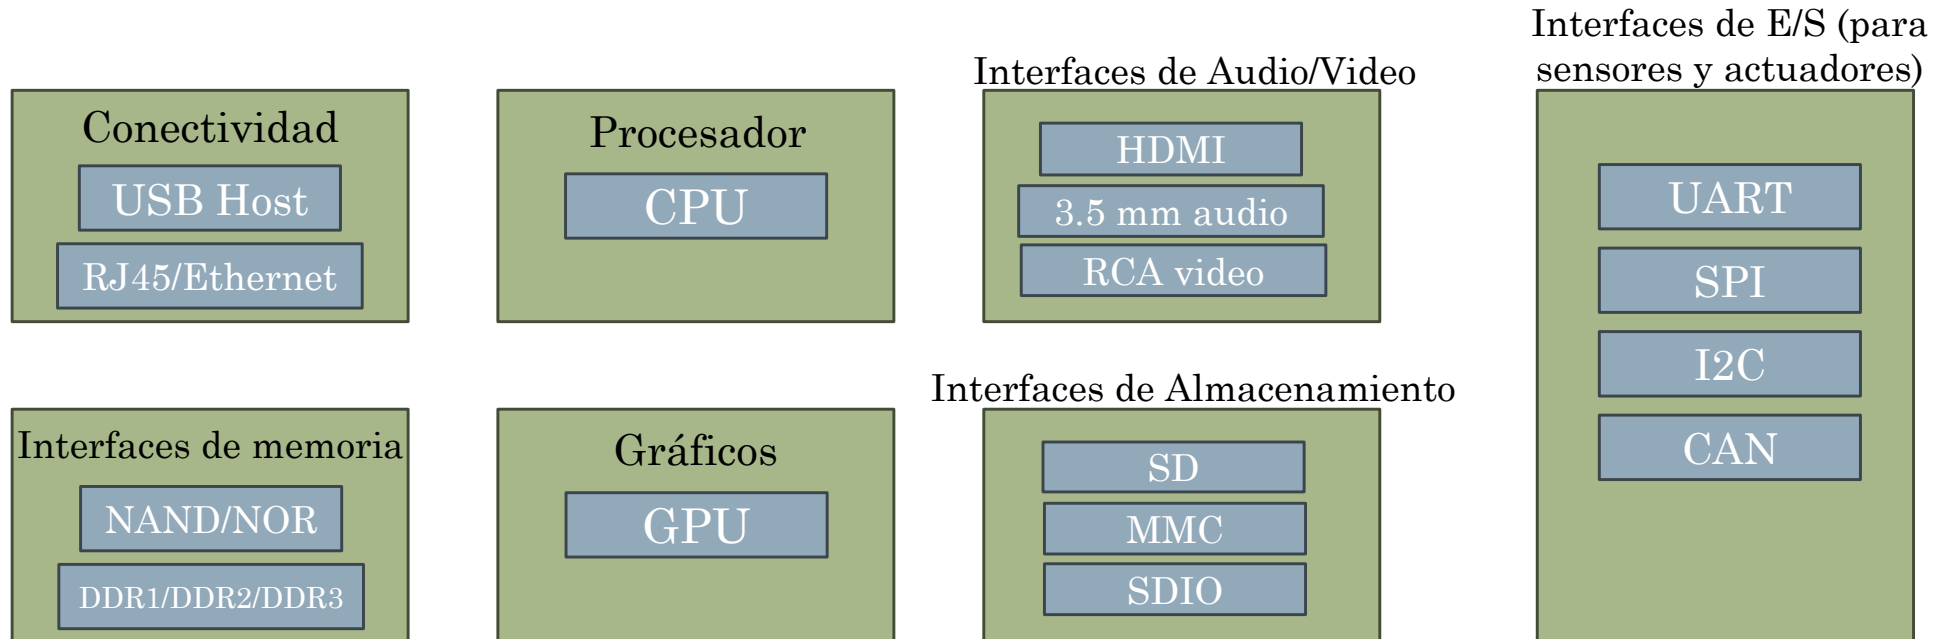 Conectividad
USB Host
RJ45/Ethernet
Procesador
CPU
Interfaces de Audio/Video
HDMI
3.5 mm audio
RCA video
Interfaces de E/S (para
sensores y actuadores)
UART
SPI
I2C
CAN
Interfaces de memoria
NAND/NOR
DDR1/DDR2/DDR3
Gráficos
GPU
Interfaces de Almacenamiento
SD
MMC
SDIO